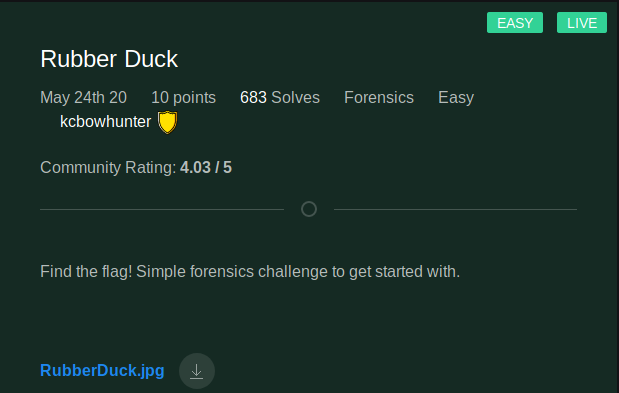 EASY LIVE
Rubber Duck
May 24th 20 10 points 683 Solves Forensics Easy
kcbowhunter
Community Rating: 4.03 / 5
Find the flag! Simple forensics challenge to get started with.
RubberDuck.jpg